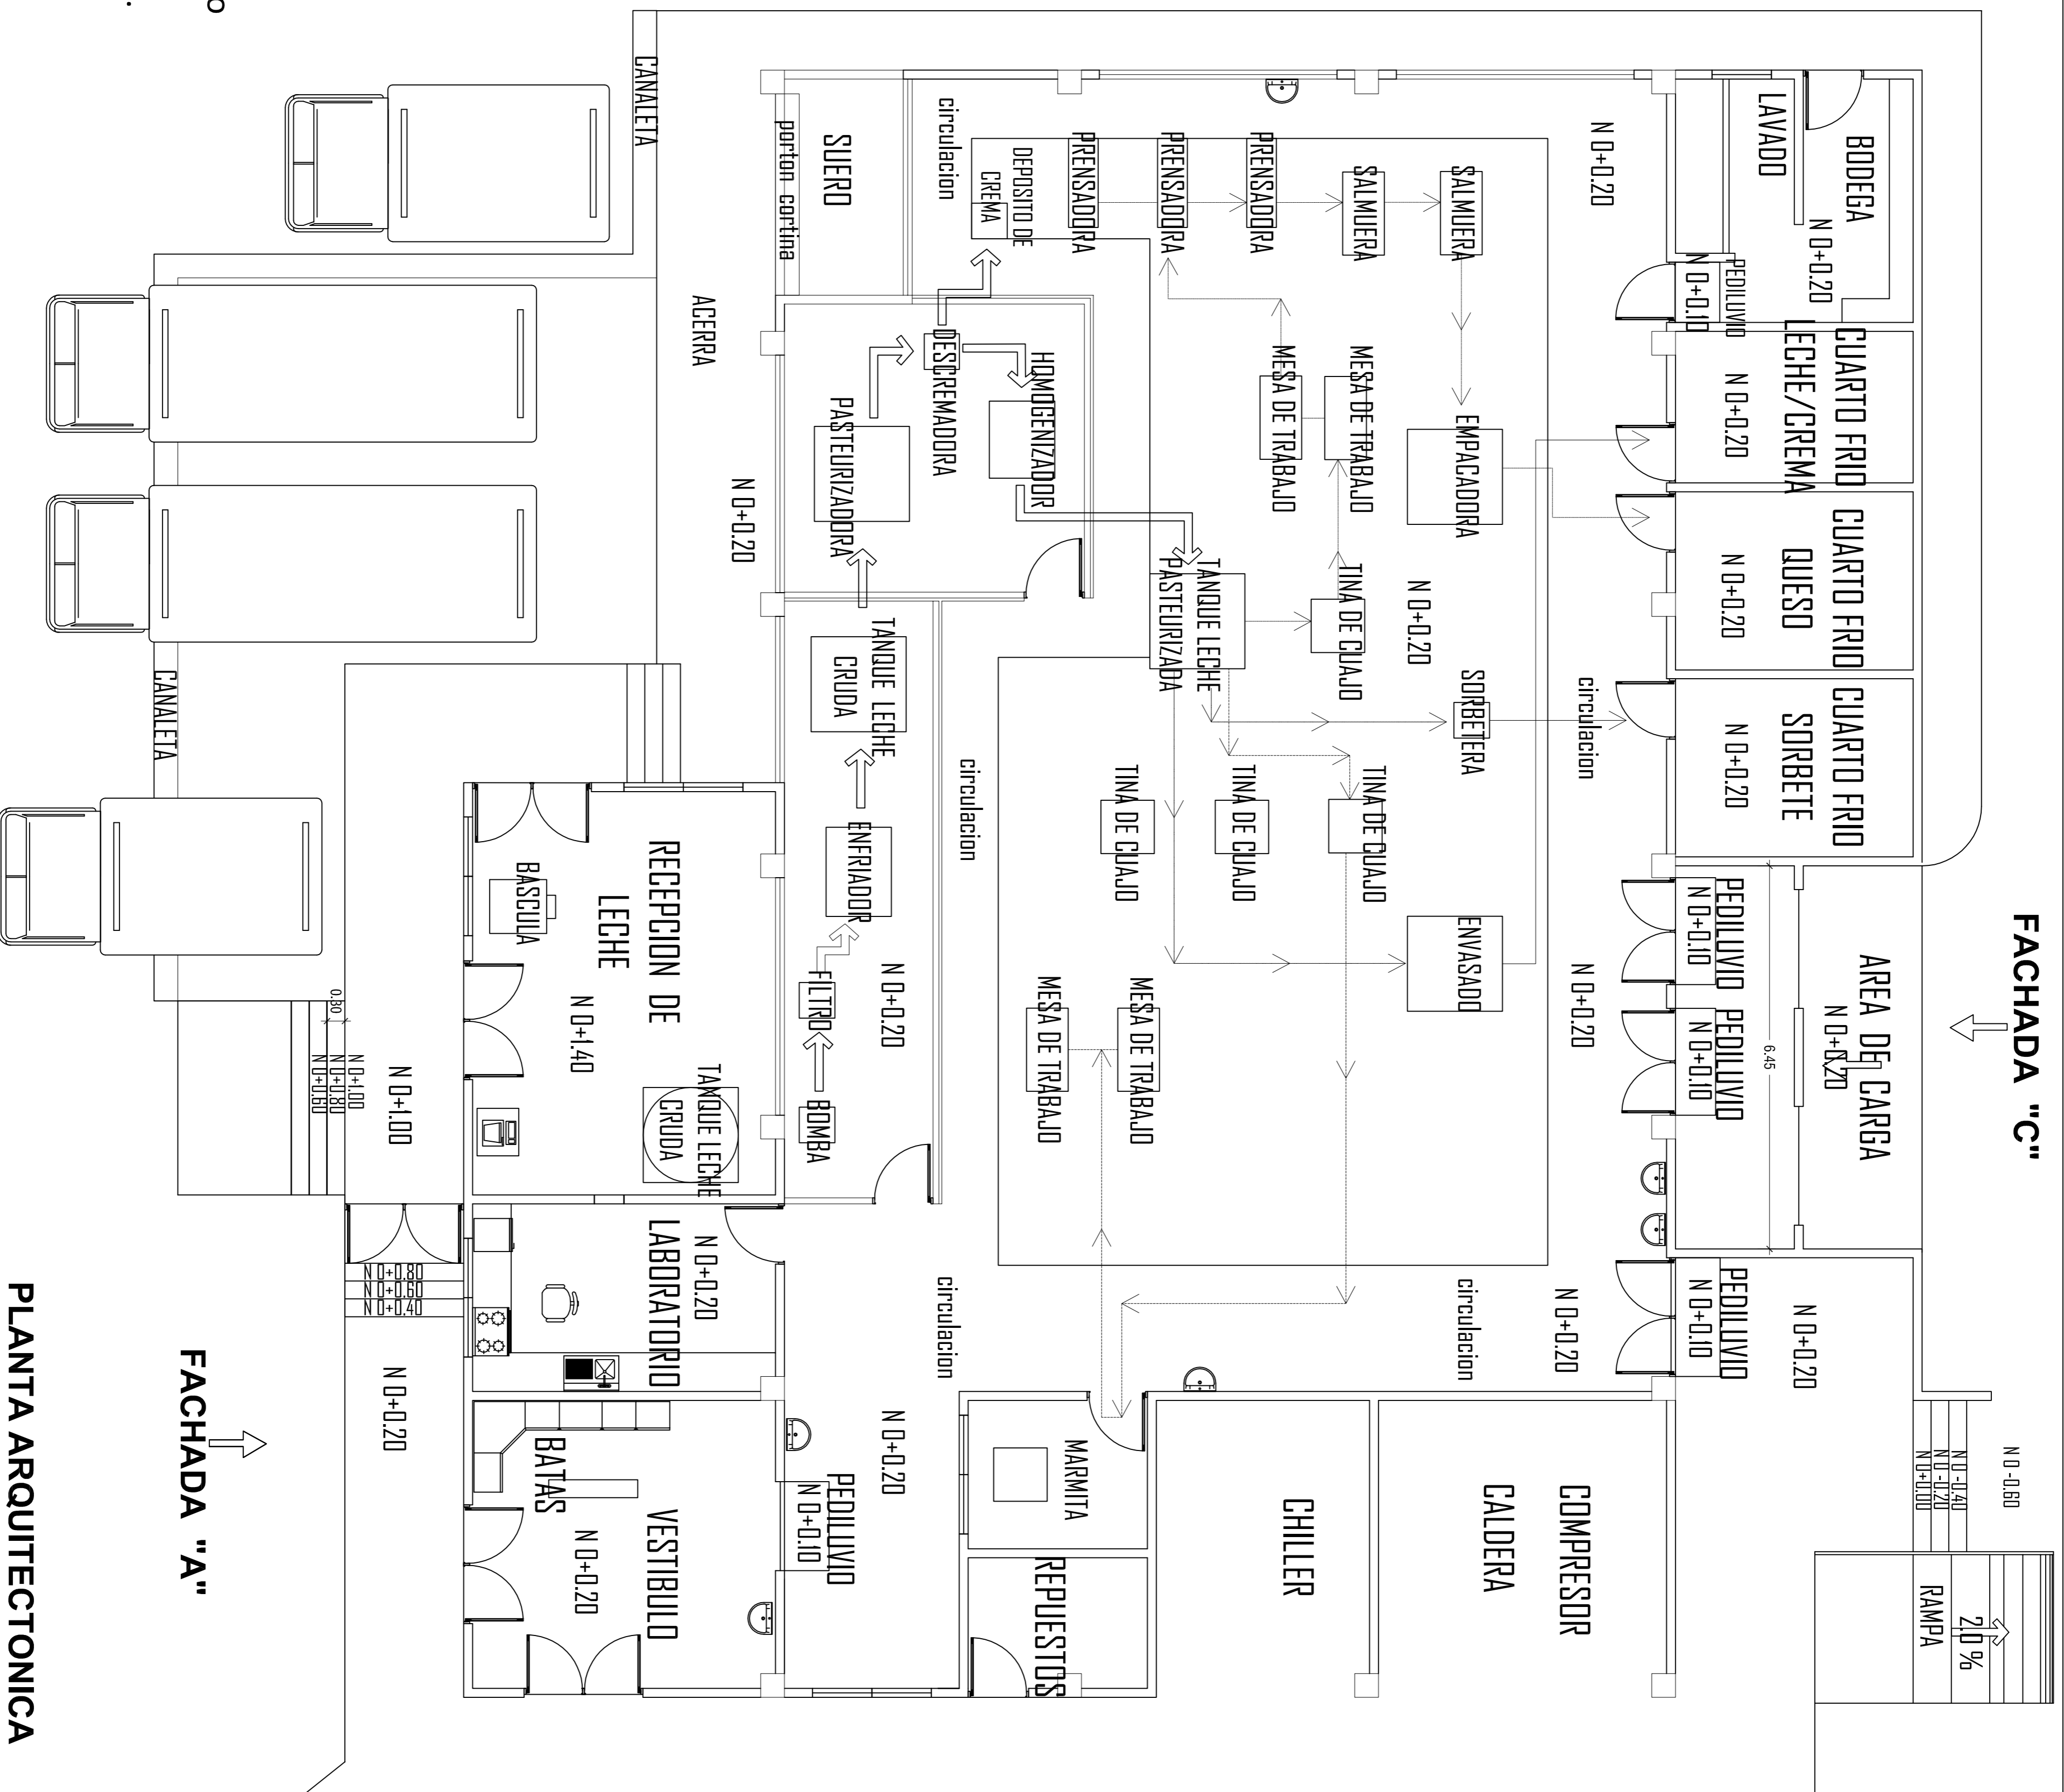 FACHADA "C"
N 0 -0.60
N 0 -0.40
N 0 -0.20
N 0+0.00
RAMPA
2.0 %
BODEGA
LAVADO
N 0+0.20
PEDILUVIO
N 0+0.10
CUARTO FRIO
LECHE/CREMA
N 0+0.20
CUARTO FRIO
QUESO
N 0+0.20
CUARTO FRIO
SORBETE
N 0+0.20
AREA DE CARGA
N 0+0.20
6.45
PEDILUVIO
N 0+0.10
PEDILUVIO
N 0+0.10
PEDILUVIO
N 0+0.10
N 0+0.20
N 0+0.20
circulacion
N 0+0.20
N 0+0.20
circulacion
COMPRESOR
CALDERA
CHILLER
SALMUERA
SALMUERA
PRENSADORA
PRENSADORA
PRENSADORA
DEPOSITO DE
CREMA
circulacion
EMPACADORA
MESA DE TRABAJO
MESA DE TRABAJO
N 0+0.20
TINA DE CUAJO
TANQUE LECHE
PASTEURIZADA
SORBETERA
TINA DE CUAJO
TINA DE CUAJO
TINA DE CUAJO
ENVASADO
MESA DE TRABAJO
MESA DE TRABAJO
circulacion
MARMITA
REPUESTOS
circulacion
N 0+0.20
N 0+0.20
HOMOGENIZADOR
DESCREMADORA
PASTEURIZADORA
TANQUE LECHE
CRUDA
ENFRIADOR
FILTRO
BOMBA
SUERO
porton cortina
CANALETA
ACERRA
N 0+0.20
RECEPCION DE
LECHE
BASCULA
N 0+1.40
TANQUE LECHE
CRUDA
LABORATORIO
N 0+0.20
PEDILUVIO
N 0+0.10
VESTIBULO
BATAS
N 0+0.20
CANALETA
0.30
N 0+1.00
N 0+0.80
N 0+0.60
N 0+1.00
N 0+0.80
N 0+0.60
N 0+0.40
N 0+0.20
FACHADA "A"
PLANTA ARQUITECTONICA